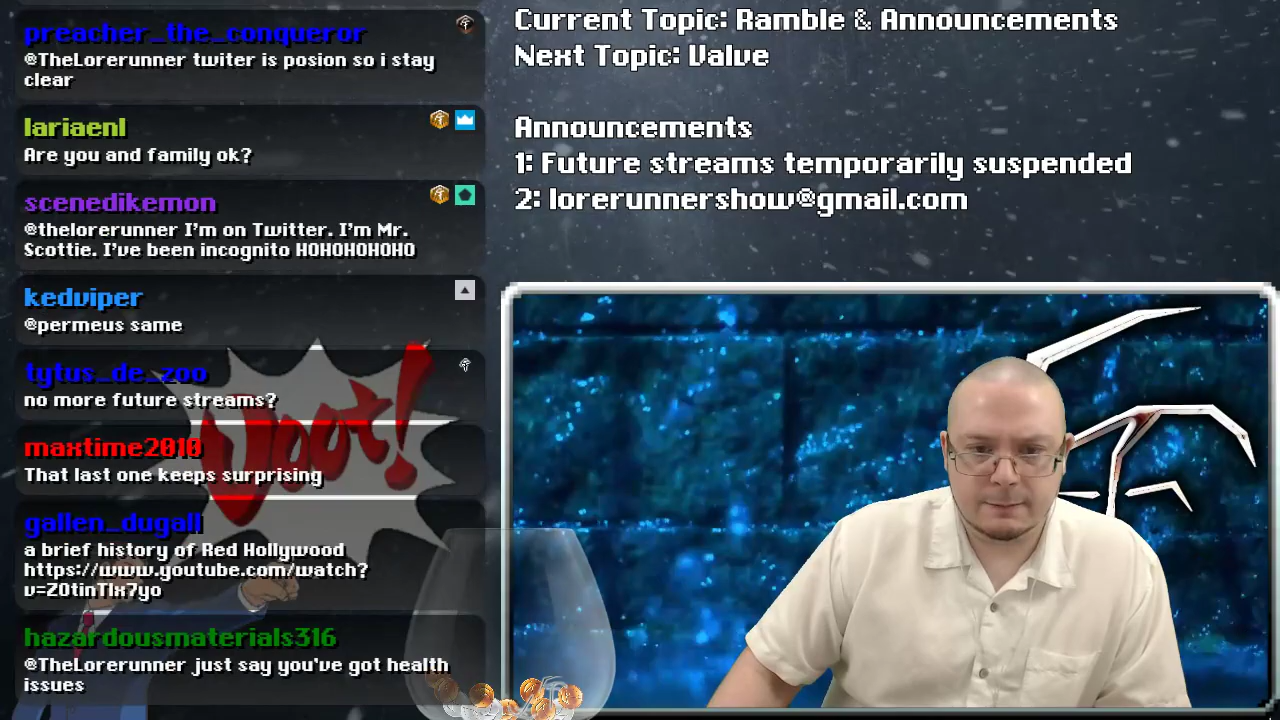 preacher_the_conqueror
@TheLorerunner twiter is posion so i stay
clear
lariaenl
Are you and family ok?
scenedikemon
@thelorerunner I'm on Twitter. I'm Mr.
Scottie. I've been incognito HOHOHOHOHO
kedviper
@permeus same
tytus_de_zoo
no more future streams?
maxtime2010
That last one keeps surprising
gallen_dugall
a brief history of Red Hollywood
https://www.youtube.com/watch?
v=Z0tinTlx7yo
hazardousmaterials316
@TheLorerunner just say you've got health
issues
Woot!
Current Topic: Ramble & Announcements
Next Topic: Valve
Announcements
1: Future streams temporarily suspended
2: lorerunnershow@gmail.com